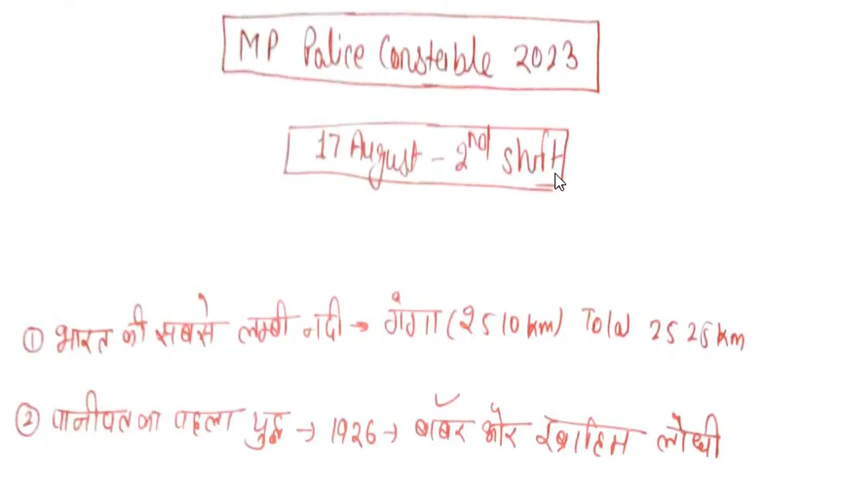 MP Police Constable 2023
17 August - 2nd Shift
① भारत की सबसे लम्बी नदी → गंगा (2510 km) Total 2525 km
② पानीपत का पहला युद्ध → 1926 → बाबर और इब्राहिम लोधी